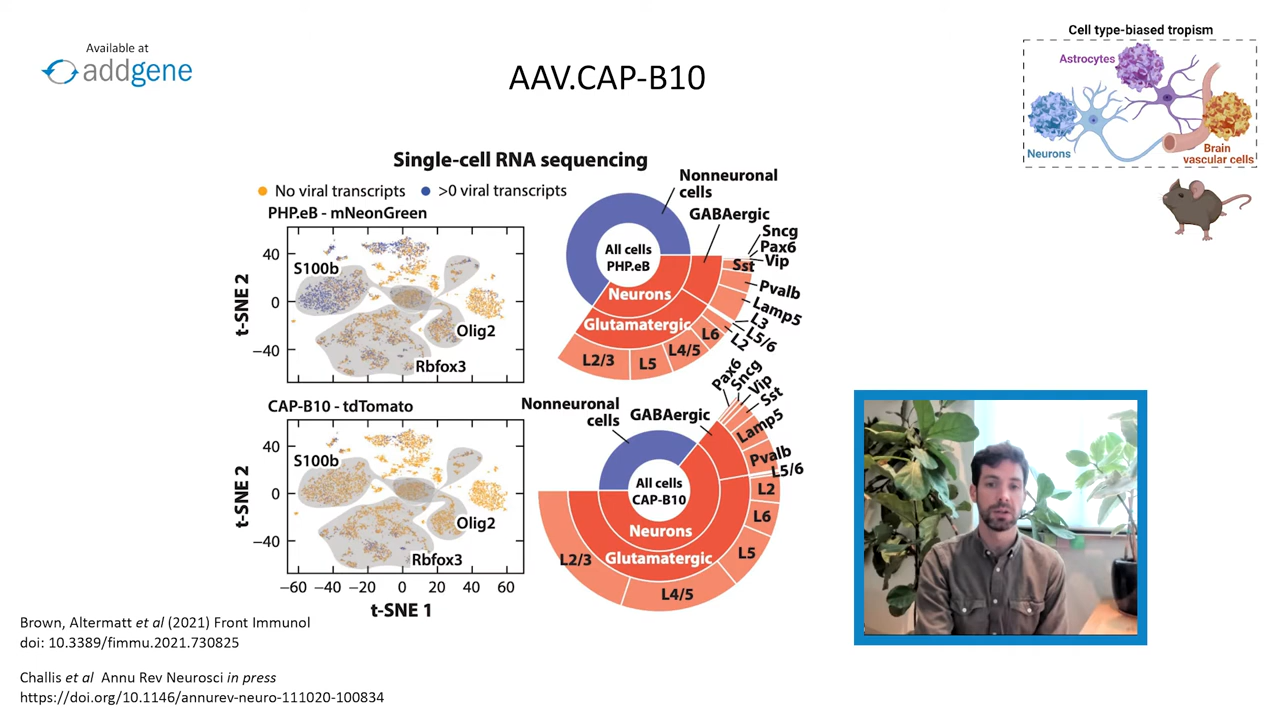 Available at
addgene
AAV.CAP-B10
Cell type-biased tropism
Astrocytes
Neurons
Brain
vascular cells
Single-cell RNA sequencing
No viral transcripts
>0 viral transcripts
PHP.eB - mNeonGreen
t-SNE 2
40
0
−40
S100b
Olig2
Rbfox3
Nonneuronal
cells
GABAergic
All cells
PHP.eB
Neurons
Glutamatergic
Sncg
Pax6
Vip
Sst
Pvalb
Lamp5
L3
L5/6
L2
L6
L4/5
L5
L2/3
CAP-B10 - tdTomato
t-SNE 2
40
0
−40
S100b
Olig2
Rbfox3
−60 −40 −20 0 20 40 60
t-SNE 1
Nonneuronal
cells
GABAergic
All cells
CAP-B10
Neurons
Glutamatergic
Pax6
Sncg
Vip
Sst
Lamp5
Pvalb
L5/6
L2
L6
L5
L4/5
L2/3
Brown, Altermatt et al (2021) Front Immunol
doi: 10.3389/fimmu.2021.730825
Challis et al Annu Rev Neurosci in press
https://doi.org/10.1146/annurev-neuro-111020-100834